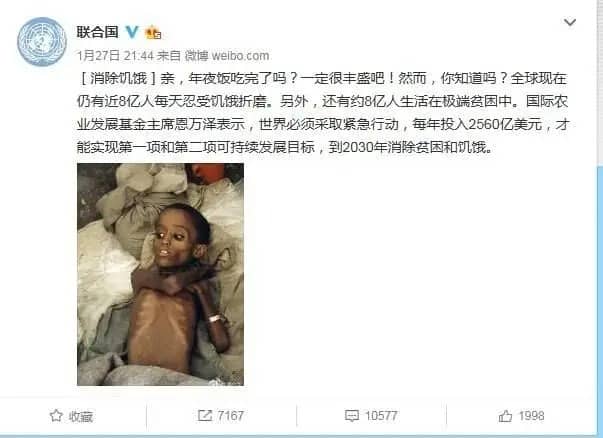 联合国
1月27日 21:44 来自 微博 weibo.com
[ 消除饥饿 ] 亲，年夜饭吃完了吗？一定很丰盛吧！然而，你知道吗？全球现在
仍有近8亿人每天忍受饥饿折磨。另外，还有约8亿人生活在极端贫困中。国际农
业发展基金主席恩万泽表示，世界必须采取紧急行动，每年投入2560亿美元，才
能实现第一项和第二项可持续发展目标，到2030年消除贫困和饥饿。
收藏
7167
10577
1998